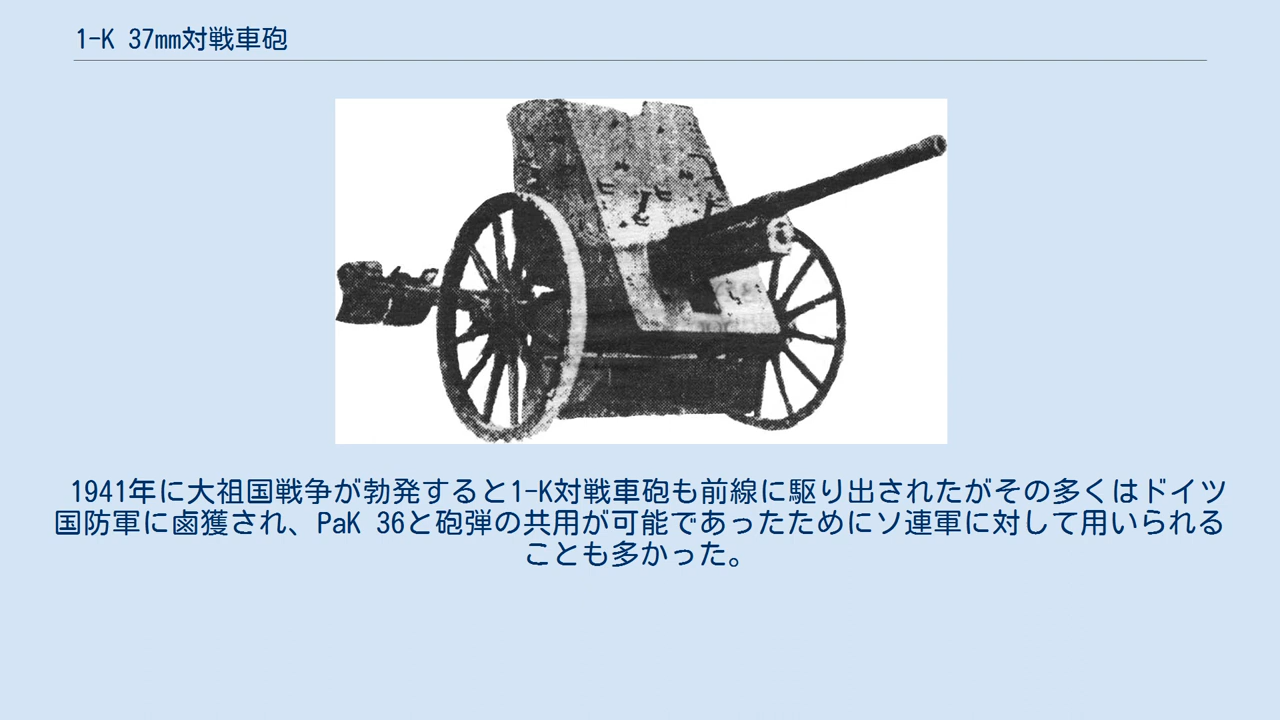 1-K 37mm対戦車砲
1941年に大祖国戦争が勃発すると1-K対戦車砲も前線に駆り出されたがその多くはドイツ
国防軍に鹵獲され、PaK 36と砲弾の共用が可能であったためにソ連軍に対して用いられる
ことも多かった。